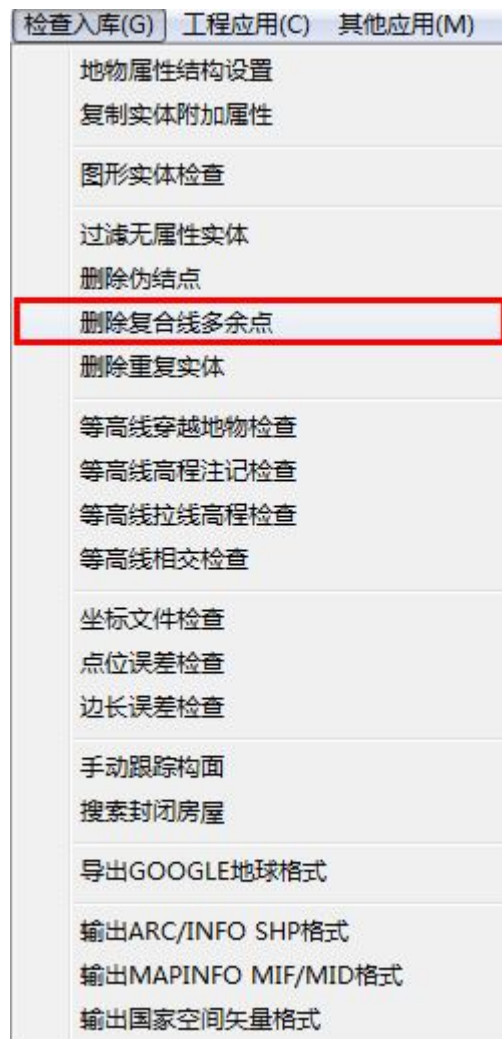 检查入库(G) 工程应用(C) 其他应用(M)
地物属性结构设置
复制实体附加属性
图形实体检查
过滤无属性实体
删除伪结点
删除复合线多余点
删除重复实体
等高线穿越地物检查
等高线高程注记检查
等高线拉线高程检查
等高线相交检查
坐标文件检查
点位误差检查
边长误差检查
手动跟踪构面
搜索封闭房屋
导出GOOGLE地球格式
输出ARC/INFO SHP格式
输出MAPINFO MIF/MID格式
输出国家空间矢量格式